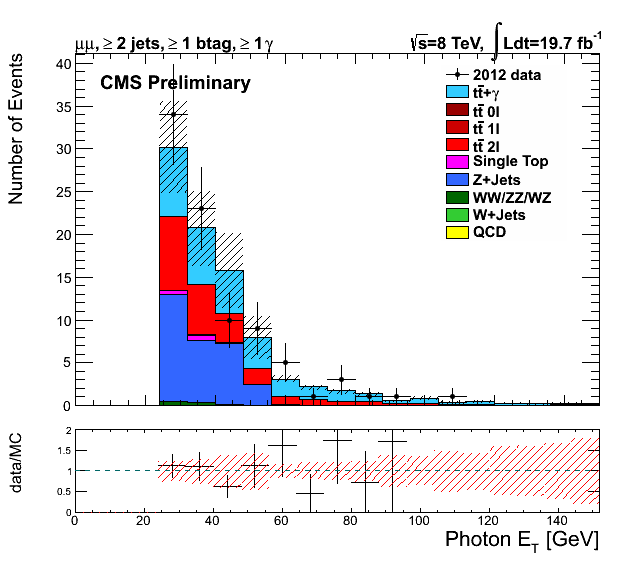 μμ, ≥ 2 jets, ≥ 1 btag, ≥ 1γ
√s=8 TeV, ∫ Ldt=19.7 fb⁻¹
CMS Preliminary
2012 data
tt̄+γ
tt̄ 0l
tt̄ 1l
tt̄ 2l
Single Top
Z+Jets
WW/ZZ/WZ
W+Jets
QCD
Number of Events
40
35
30
25
20
15
10
5
0
data/MC
2
1.5
1
0.5
0
0 20 40 60 80 100 120 140
Photon E_T [GeV]